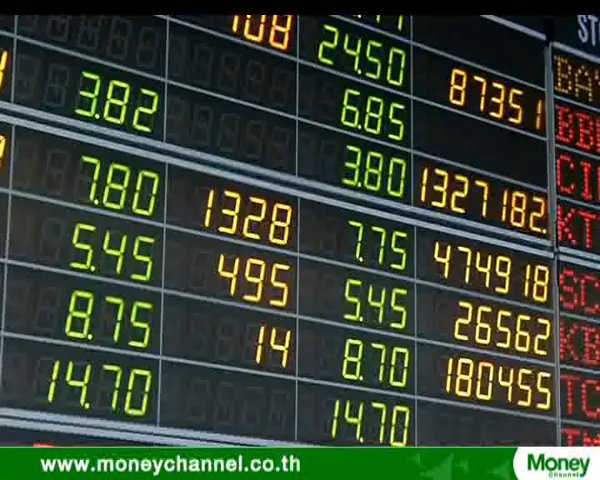 108 24.50 87351
3.82 6.85
3.80 1327182
7.80 1328 7.75 474918
5.45 495 5.45 26562
8.75 14 8.70 180455
14.70 14.70
www.moneychannel.co.th
Money
Channel